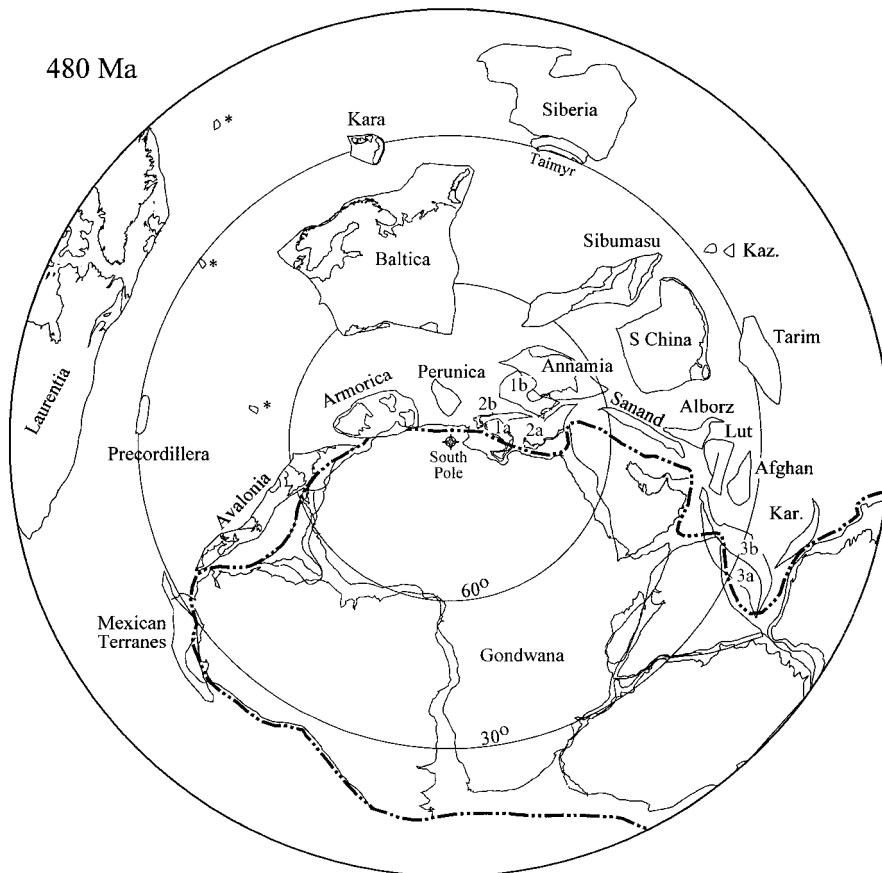 480 Ma
Siberia
*
Kara
Taimyr
Sibumasu
Kaz.
*
Baltica
S China
Tarim
Laurentia
Perunica
Annamia
1b
Armorica
2b
*
Sanand
Alborz
1a
2a
Lut
South
Pole
Precordillera
Afghan
Avalonia
Kar.
3b
3a
60°
Mexican
Terranes
Gondwana
30°